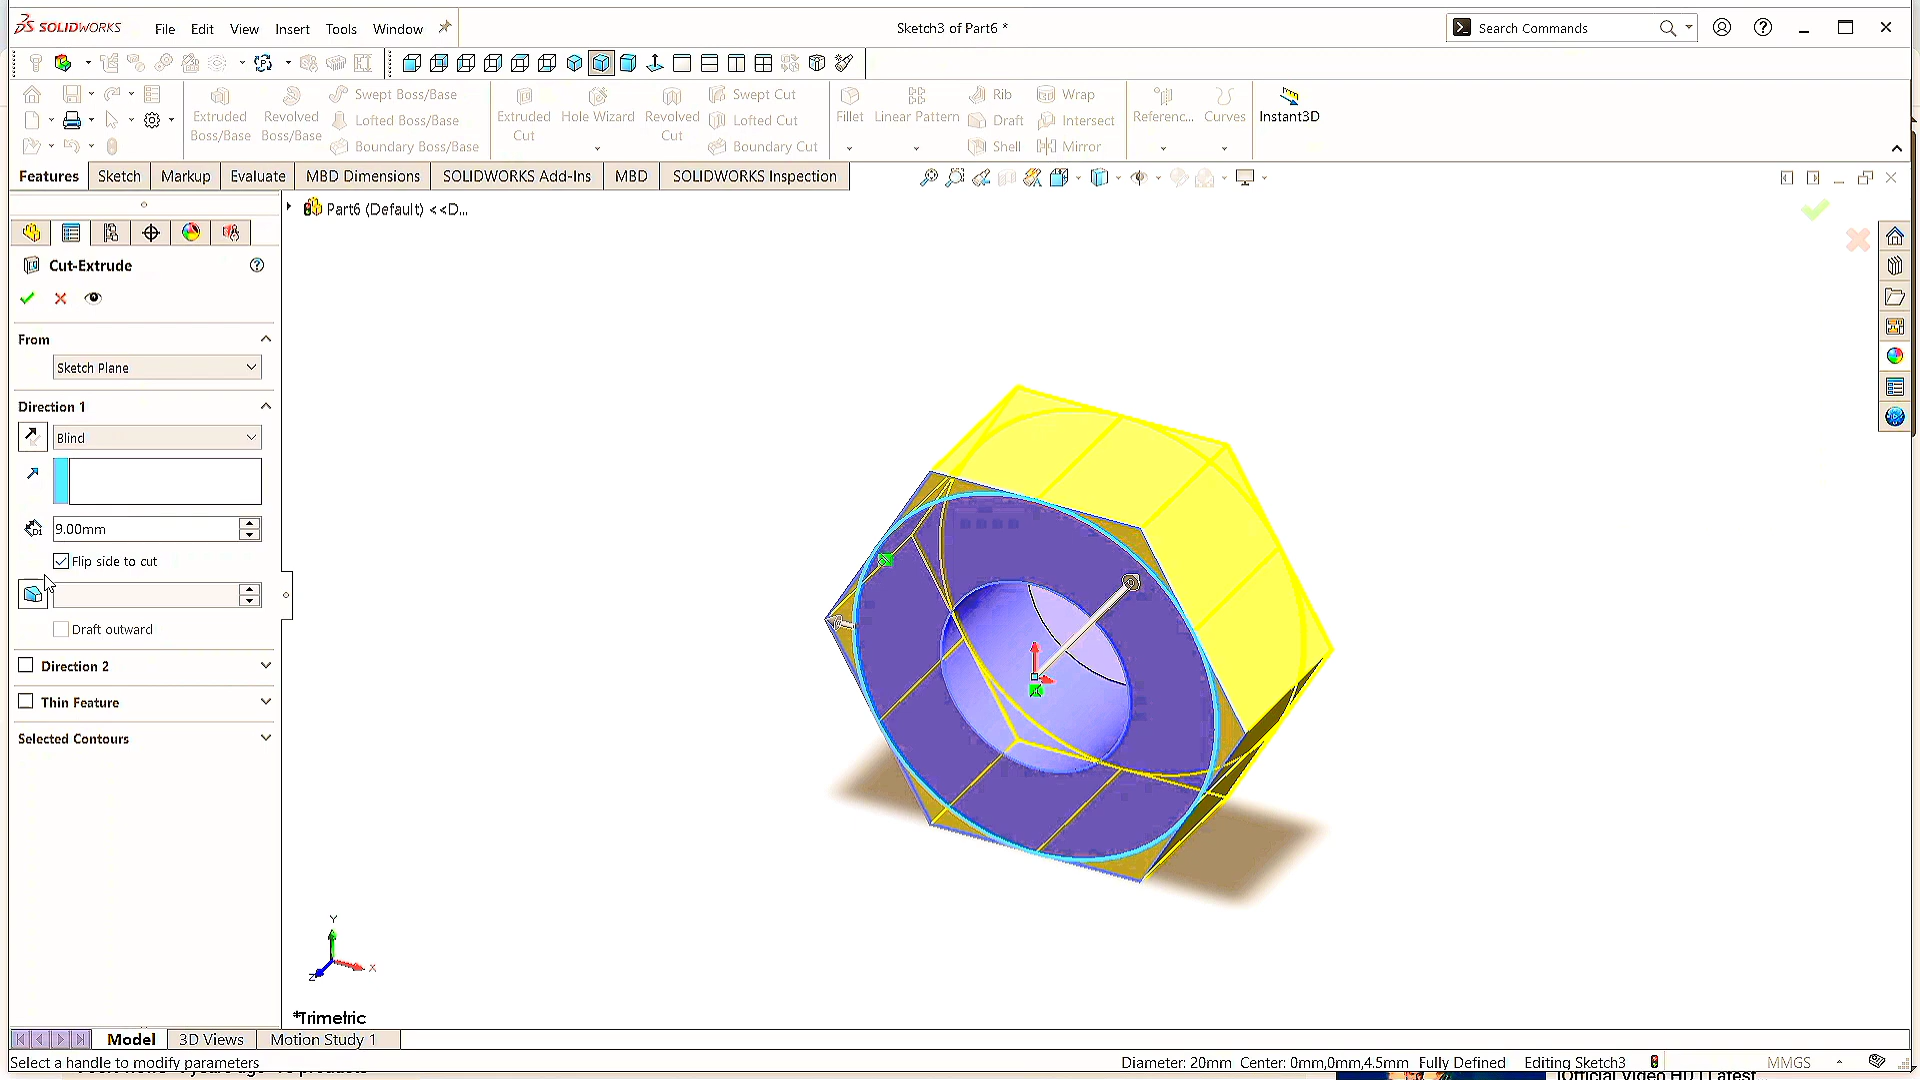 SOLIDWORKS File Edit View Insert Tools Window Sketch3 of Part6 * Search Commands
Extruded Boss/Base
Revolved Boss/Base
Swept Boss/Base
Lofted Boss/Base
Boundary Boss/Base
Extruded Cut
Hole Wizard
Revolved Cut
Swept Cut
Lofted Cut
Boundary Cut
Fillet
Linear Pattern
Rib
Draft
Shell
Wrap
Intersect
Mirror
Referenc...
Curves
Instant3D
Features Sketch Markup Evaluate MBD Dimensions SOLIDWORKS Add-Ins MBD SOLIDWORKS Inspection
Part6 (Default) <<D...
Cut-Extrude
From
Sketch Plane
Direction 1
Blind
9.00mm
Flip side to cut
Draft outward
Direction 2
Thin Feature
Selected Contours
Y
X
Z
*Trimetric
Model 3D Views Motion Study 1
Select a handle to modify parameters Diameter: 20mm Center: 0mm,0mm,4.5mm Fully Defined Editing Sketch3 MMGS